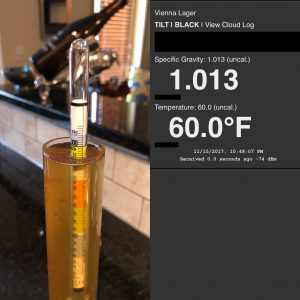 Vienna Lager
TILT | BLACK | View Cloud Log
Specific Gravity: 1.013 (uncal.)
1.013
Temperature: 60.0 (uncal.)
60.0°F
11/15/2017, 10:48:07 PM
Received 0.0 seconds ago -74 dBm